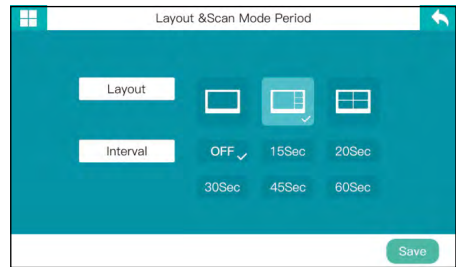 Layout &Scan Mode Period
Layout
Interval
OFF 15Sec 20Sec
30Sec 45Sec 60Sec
Save